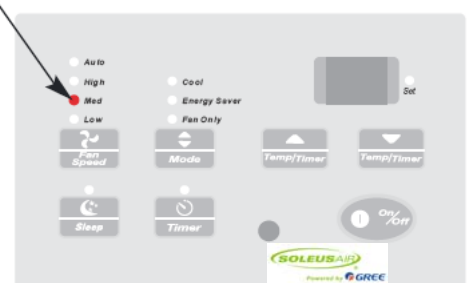 Auto
High
Med
Low
Cool
Energy Saver
Fan Only
Set
Fan
Speed
Mode
Temp/Timer
Temp/Timer
Sleep
Timer
On/Off
SOLEUSAIR
Powered by GREE